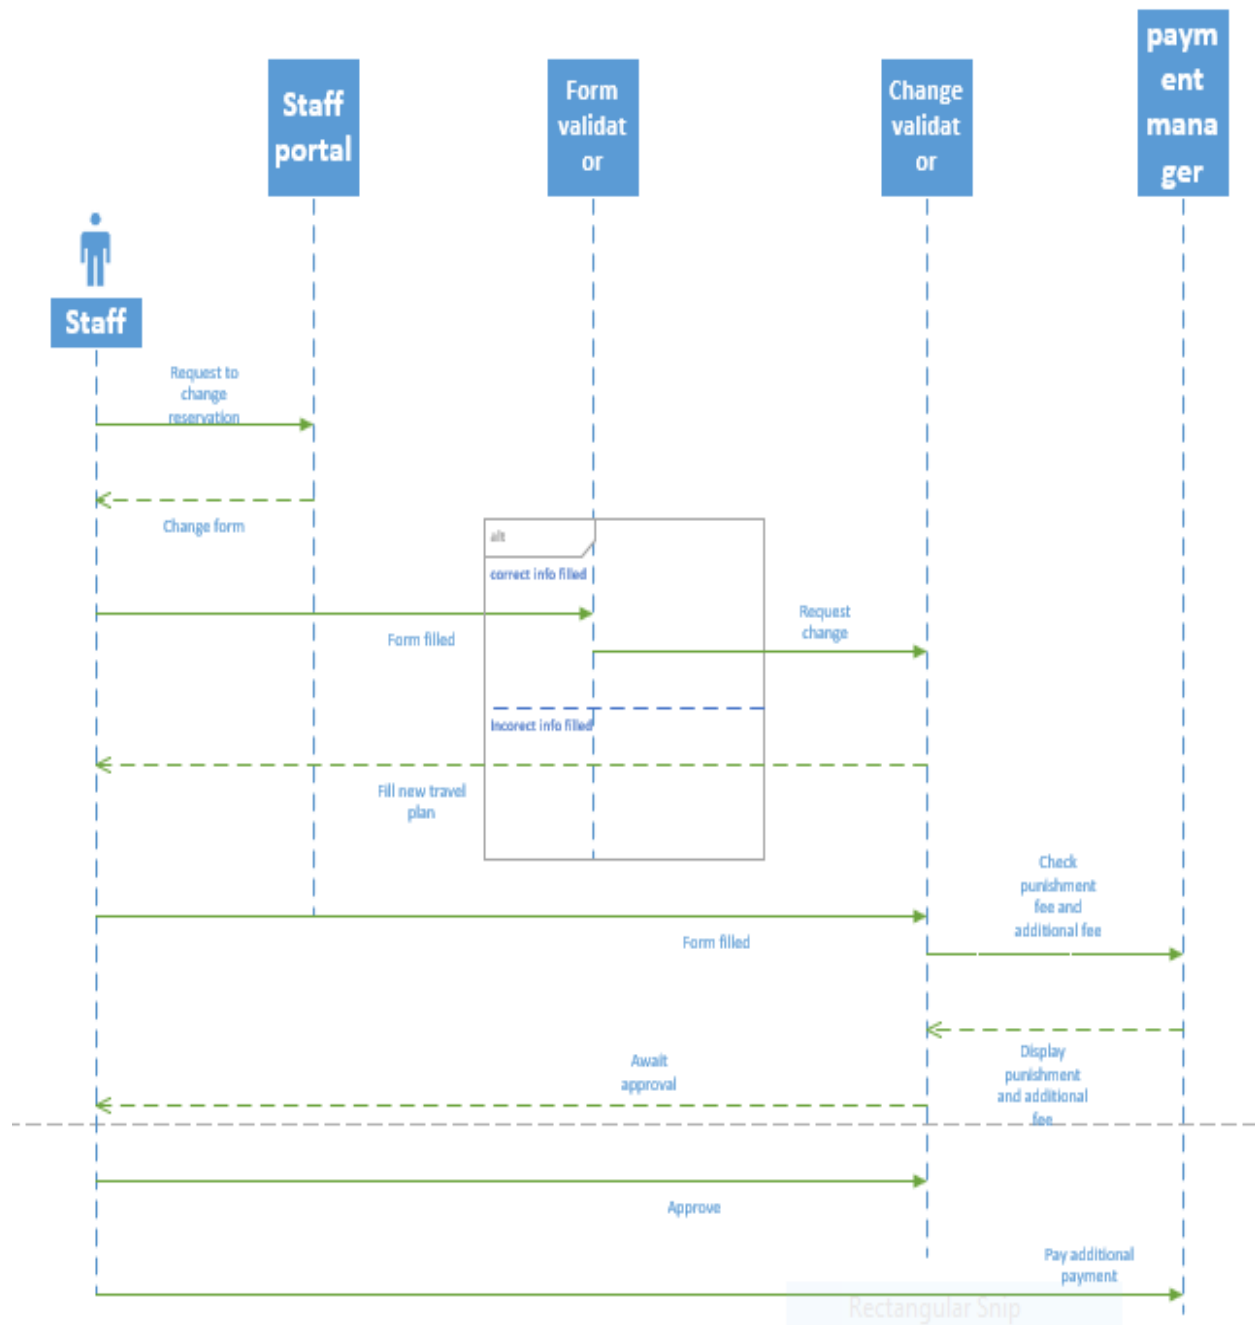 paym
ent
mana
ger
Staff
portal
Form
validat
or
Change
validat
or
Staff
Request to
change
reservation
Change form
alt
correct info filled
Form filled
Request
change
Incorect info filled
Fill new travel
plan
Check
punishment
fee and
additional fee
Form filled
Display
punishment
and additional
fee
Await
approval
Approve
Pay additional
payment
Rectangular Snip